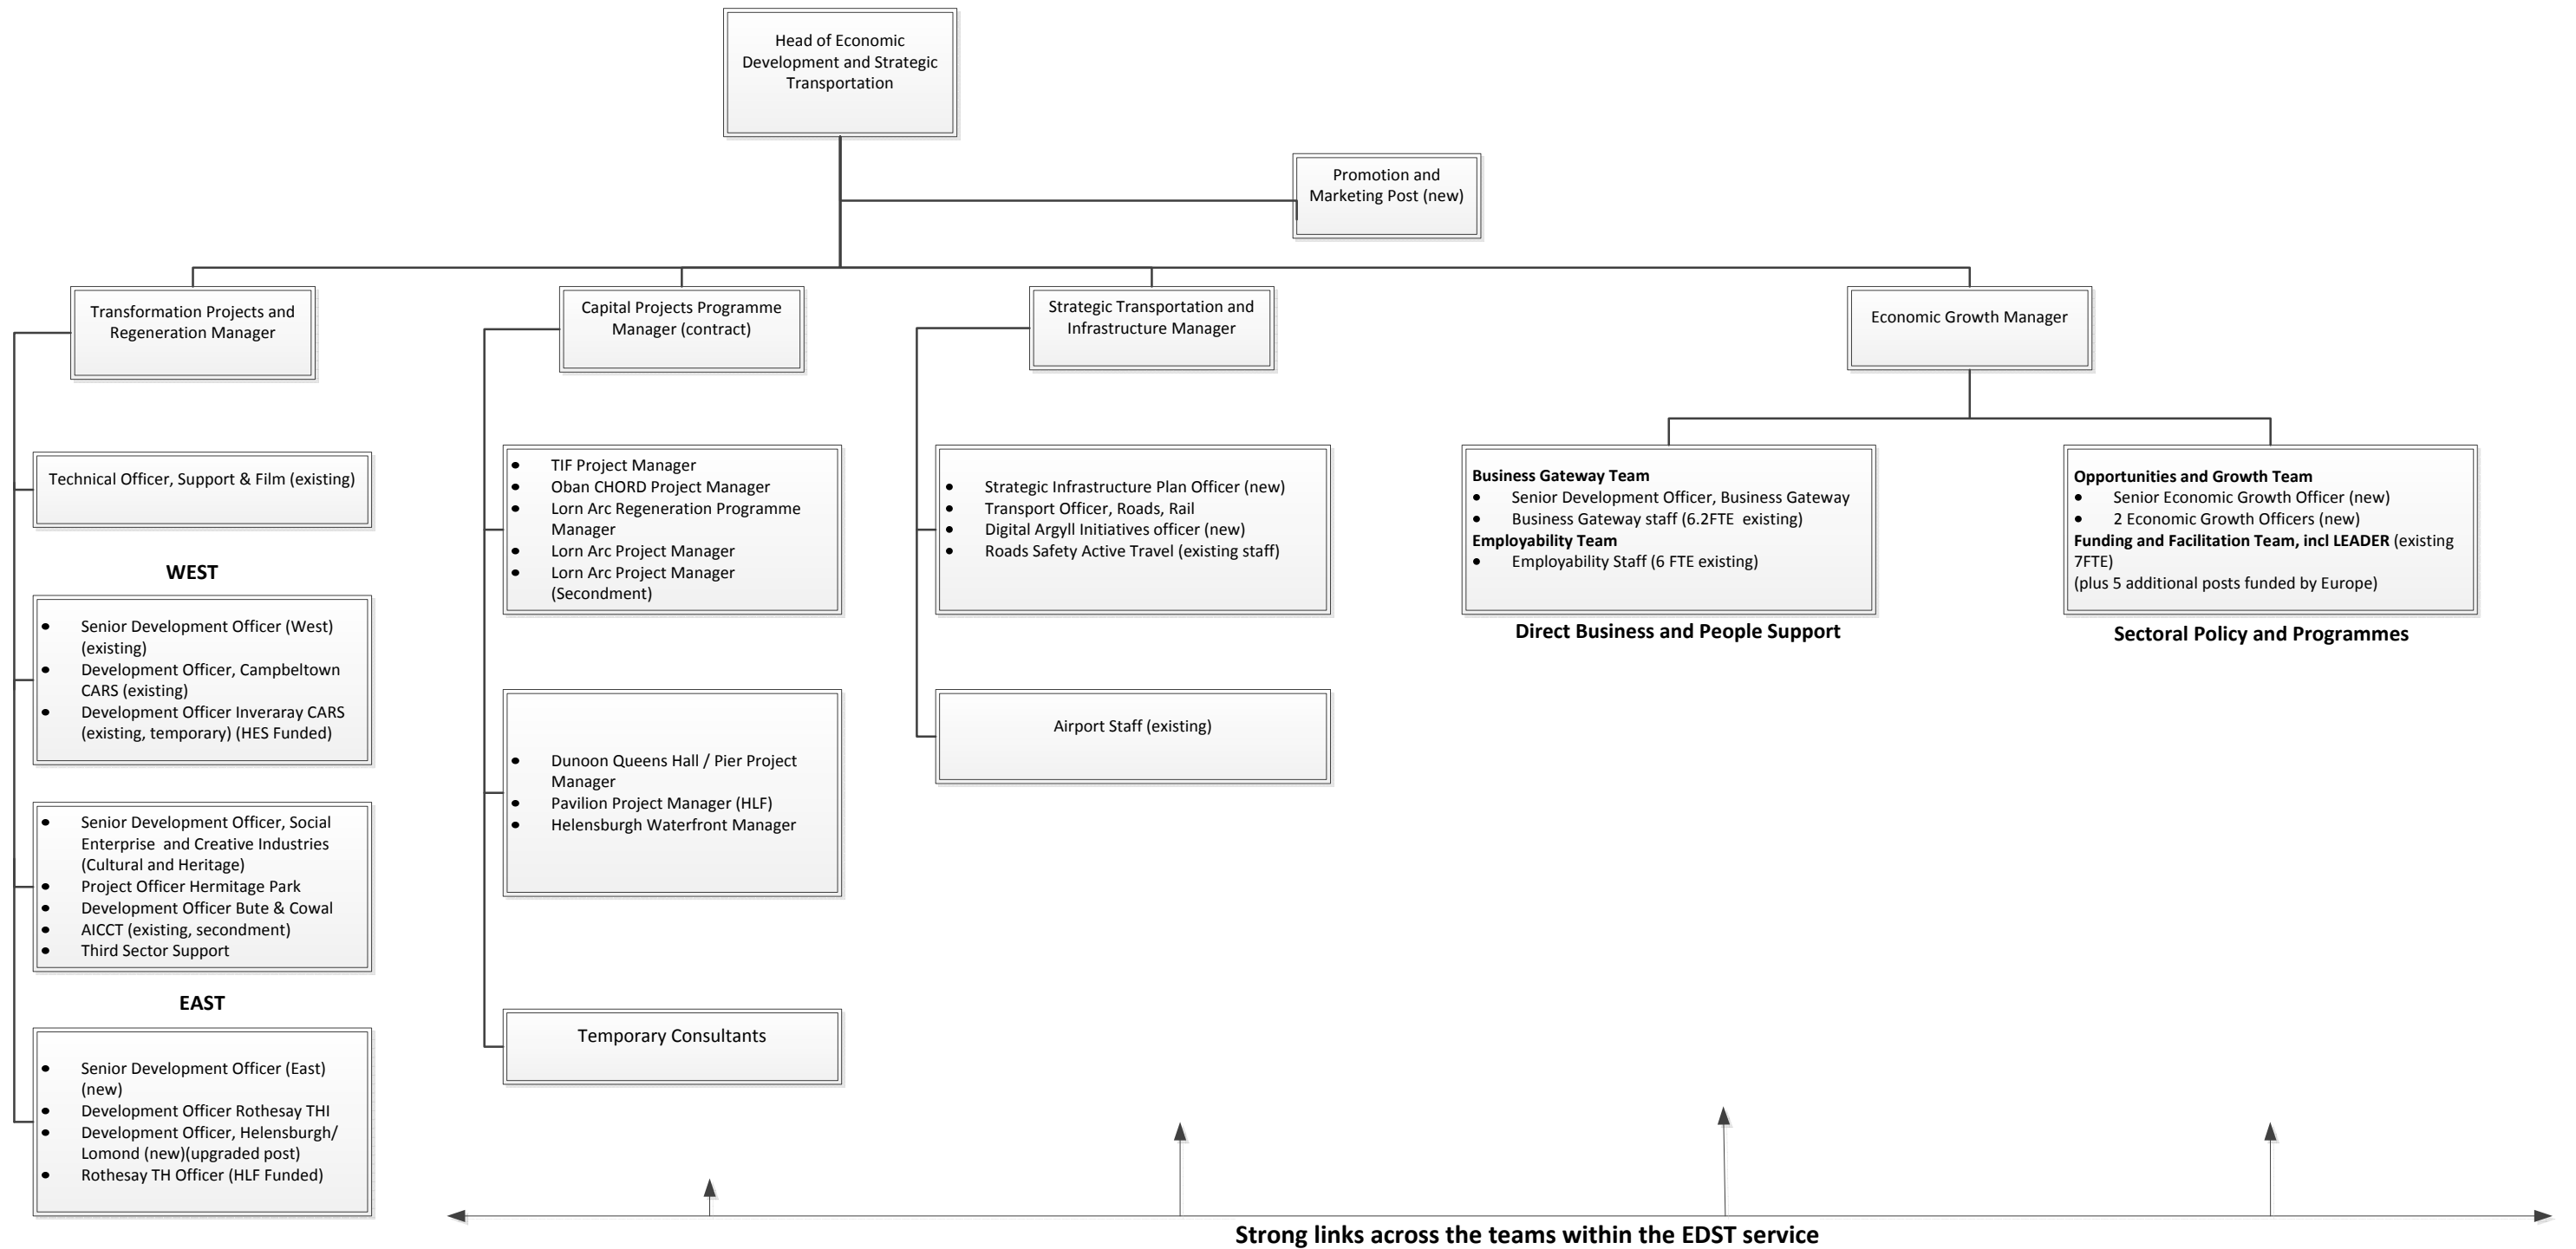 Head of Economic
Development and Strategic
Transportation
Promotion and
Marketing Post (new)
Transformation Projects and
Regeneration Manager
Capital Projects Programme
Manager (contract)
Strategic Transportation and
Infrastructure Manager
Economic Growth Manager
Technical Officer, Support & Film (existing)
WEST
• Senior Development Officer (West)
(existing)
• Development Officer, Campbeltown
CARS (existing)
• Development Officer Inveraray CARS
(existing, temporary) (HES Funded)
• Senior Development Officer, Social
Enterprise and Creative Industries
(Cultural and Heritage)
• Project Officer Hermitage Park
• Development Officer Bute & Cowal
• AICCT (existing, secondment)
• Third Sector Support
EAST
• Senior Development Officer (East)
(new)
• Development Officer Rothesay THI
• Development Officer, Helensburgh/
Lomond (new)(upgraded post)
• Rothesay TH Officer (HLF Funded)
• TIF Project Manager
• Oban CHORD Project Manager
• Lorn Arc Regeneration Programme
Manager
• Lorn Arc Project Manager
• Lorn Arc Project Manager
(Secondment)
• Dunoon Queens Hall / Pier Project
Manager
• Pavilion Project Manager (HLF)
• Helensburgh Waterfront Manager
Temporary Consultants
• Strategic Infrastructure Plan Officer (new)
• Transport Officer, Roads, Rail
• Digital Argyll Initiatives officer (new)
• Roads Safety Active Travel (existing staff)
Airport Staff (existing)
Business Gateway Team
• Senior Development Officer, Business Gateway
• Business Gateway staff (6.2FTE existing)
Employability Team
• Employability Staff (6 FTE existing)
Direct Business and People Support
Opportunities and Growth Team
• Senior Economic Growth Officer (new)
• 2 Economic Growth Officers (new)
Funding and Facilitation Team, incl LEADER (existing
7FTE)
(plus 5 additional posts funded by Europe)
Sectoral Policy and Programmes
Strong links across the teams within the EDST service